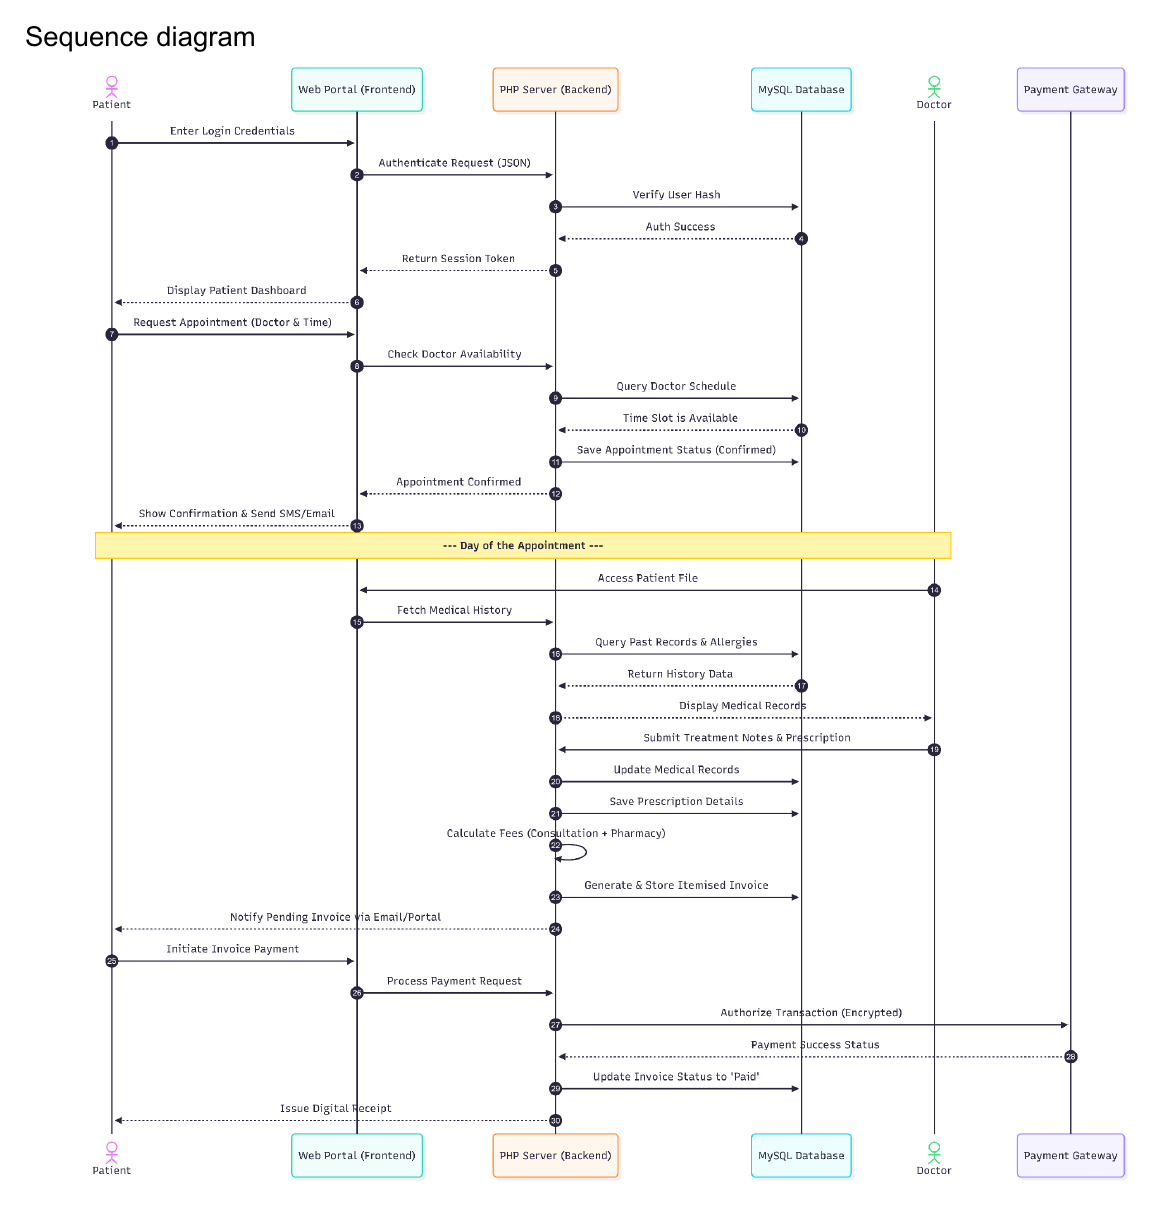 Sequence diagram
Patient
Web Portal (Frontend)
PHP Server (Backend)
MySQL Database
Doctor
Payment Gateway
Enter Login Credentials
1
Authenticate Request (JSON)
2
Verify User Hash
3
Auth Success
4
Return Session Token
5
Display Patient Dashboard
6
Request Appointment (Doctor & Time)
7
Check Doctor Availability
8
Query Doctor Schedule
9
Time Slot is Available
10
Save Appointment Status (Confirmed)
11
Appointment Confirmed
12
Show Confirmation & Send SMS/Email
13
--- Day of the Appointment ---
Access Patient File
14
Fetch Medical History
15
Query Past Records & Allergies
16
Return History Data
17
Display Medical Records
18
Submit Treatment Notes & Prescription
19
Update Medical Records
20
Save Prescription Details
21
Calculate Fees (Consultation + Pharmacy)
22
Generate & Store Itemised Invoice
23
Notify Pending Invoice via Email/Portal
24
Initiate Invoice Payment
25
Process Payment Request
26
Authorize Transaction (Encrypted)
27
Payment Success Status
28
Update Invoice Status to 'Paid'
29
Issue Digital Receipt
30
Patient
Web Portal (Frontend)
PHP Server (Backend)
MySQL Database
Doctor
Payment Gateway